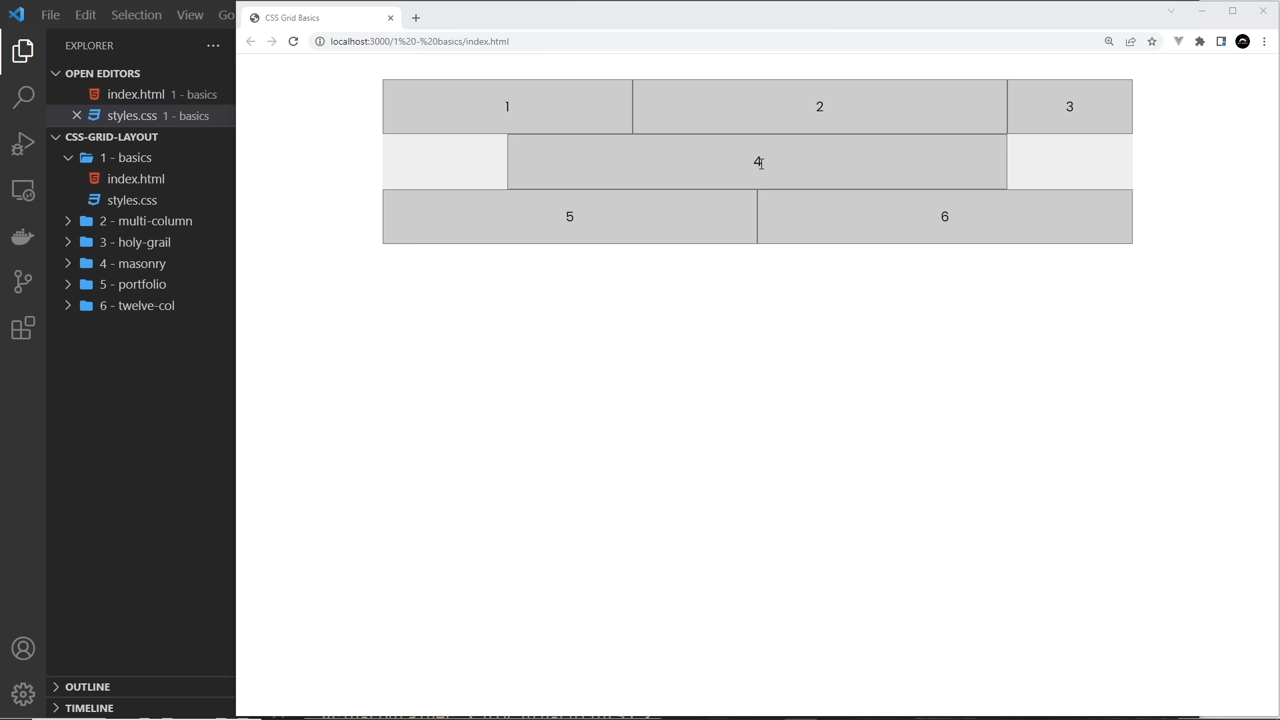 File Edit Selection View Go
CSS Grid Basics
localhost:3000/1%20-%20basics/index.html
EXPLORER
OPEN EDITORS
index.html 1 - basics
styles.css 1 - basics
CSS-GRID-LAYOUT
1 - basics
index.html
styles.css
2 - multi-column
3 - holy-grail
4 - masonry
5 - portfolio
6 - twelve-col
OUTLINE
TIMELINE
1 2 3
4
5 6